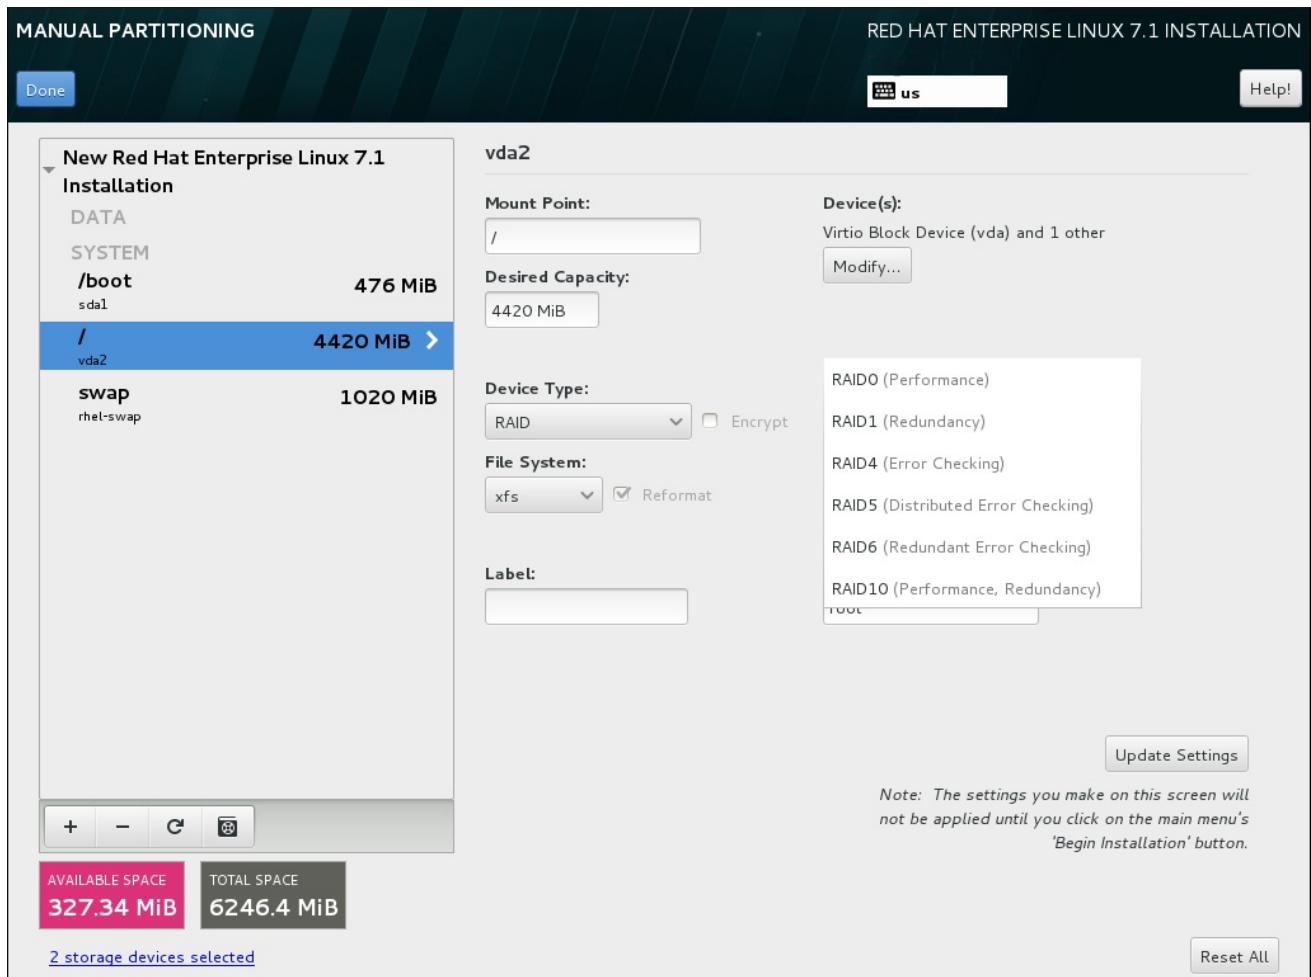 MANUAL PARTITIONING
RED HAT ENTERPRISE LINUX 7.1 INSTALLATION
Done
us
Help!
New Red Hat Enterprise Linux 7.1
Installation
DATA
SYSTEM
/boot
476 MiB
sda1
/
4420 MiB
vda2
swap
1020 MiB
rhel-swap
vda2
Mount Point:
/
Desired Capacity:
4420 MiB
Device(s):
Virtio Block Device (vda) and 1 other
Modify...
Device Type:
RAID
Encrypt
File System:
xfs
Reformat
Label:
RAID0 (Performance)
RAID1 (Redundancy)
RAID4 (Error Checking)
RAID5 (Distributed Error Checking)
RAID6 (Redundant Error Checking)
RAID10 (Performance, Redundancy)
root
Update Settings
Note: The settings you make on this screen will
not be applied until you click on the main menu's
'Begin Installation' button.
+ −
AVAILABLE SPACE
327.34 MiB
TOTAL SPACE
6246.4 MiB
2 storage devices selected
Reset All